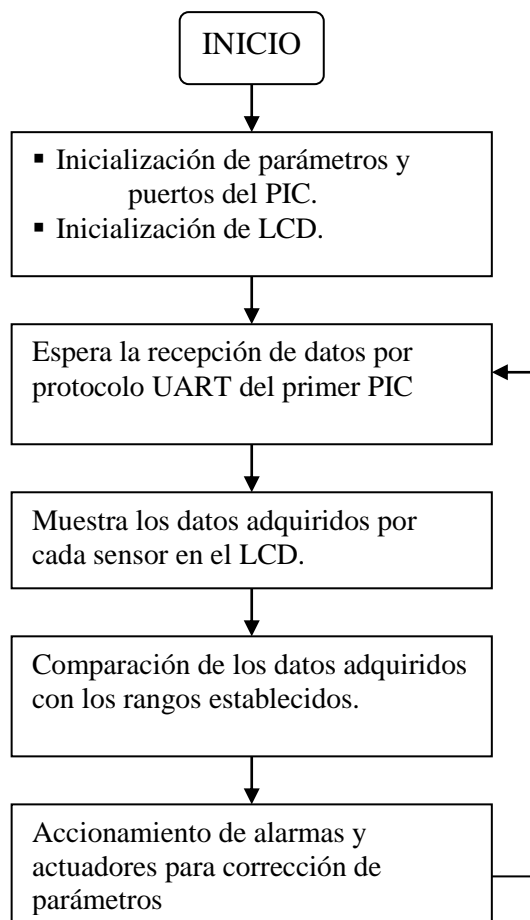 INICIO
▪ Inicialización de parámetros y
puertos del PIC.
▪ Inicialización de LCD.
Espera la recepción de datos por
protocolo UART del primer PIC
Muestra los datos adquiridos por
cada sensor en el LCD.
Comparación de los datos adquiridos
con los rangos establecidos.
Accionamiento de alarmas y
actuadores para corrección de
parámetros